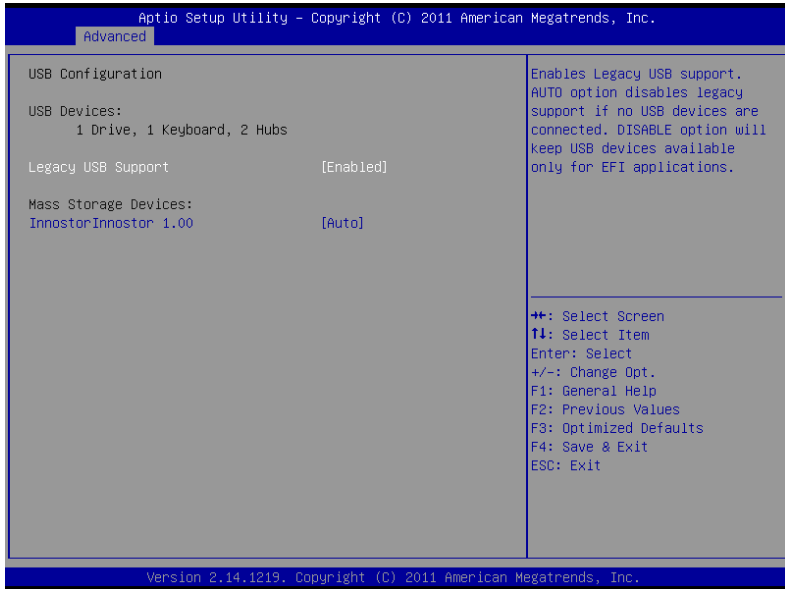 Aptio Setup Utility – Copyright (C) 2011 American Megatrends, Inc.
Advanced
USB Configuration
USB Devices:
1 Drive, 1 Keyboard, 2 Hubs
Legacy USB Support [Enabled]
Mass Storage Devices:
InnostorInnostor 1.00 [Auto]
Enables Legacy USB support.
AUTO option disables legacy
support if no USB devices are
connected. DISABLE option will
keep USB devices available
only for EFI applications.
→←: Select Screen
↑↓: Select Item
Enter: Select
+/-: Change Opt.
F1: General Help
F2: Previous Values
F3: Optimized Defaults
F4: Save & Exit
ESC: Exit
Version 2.14.1219. Copyright (C) 2011 American Megatrends, Inc.